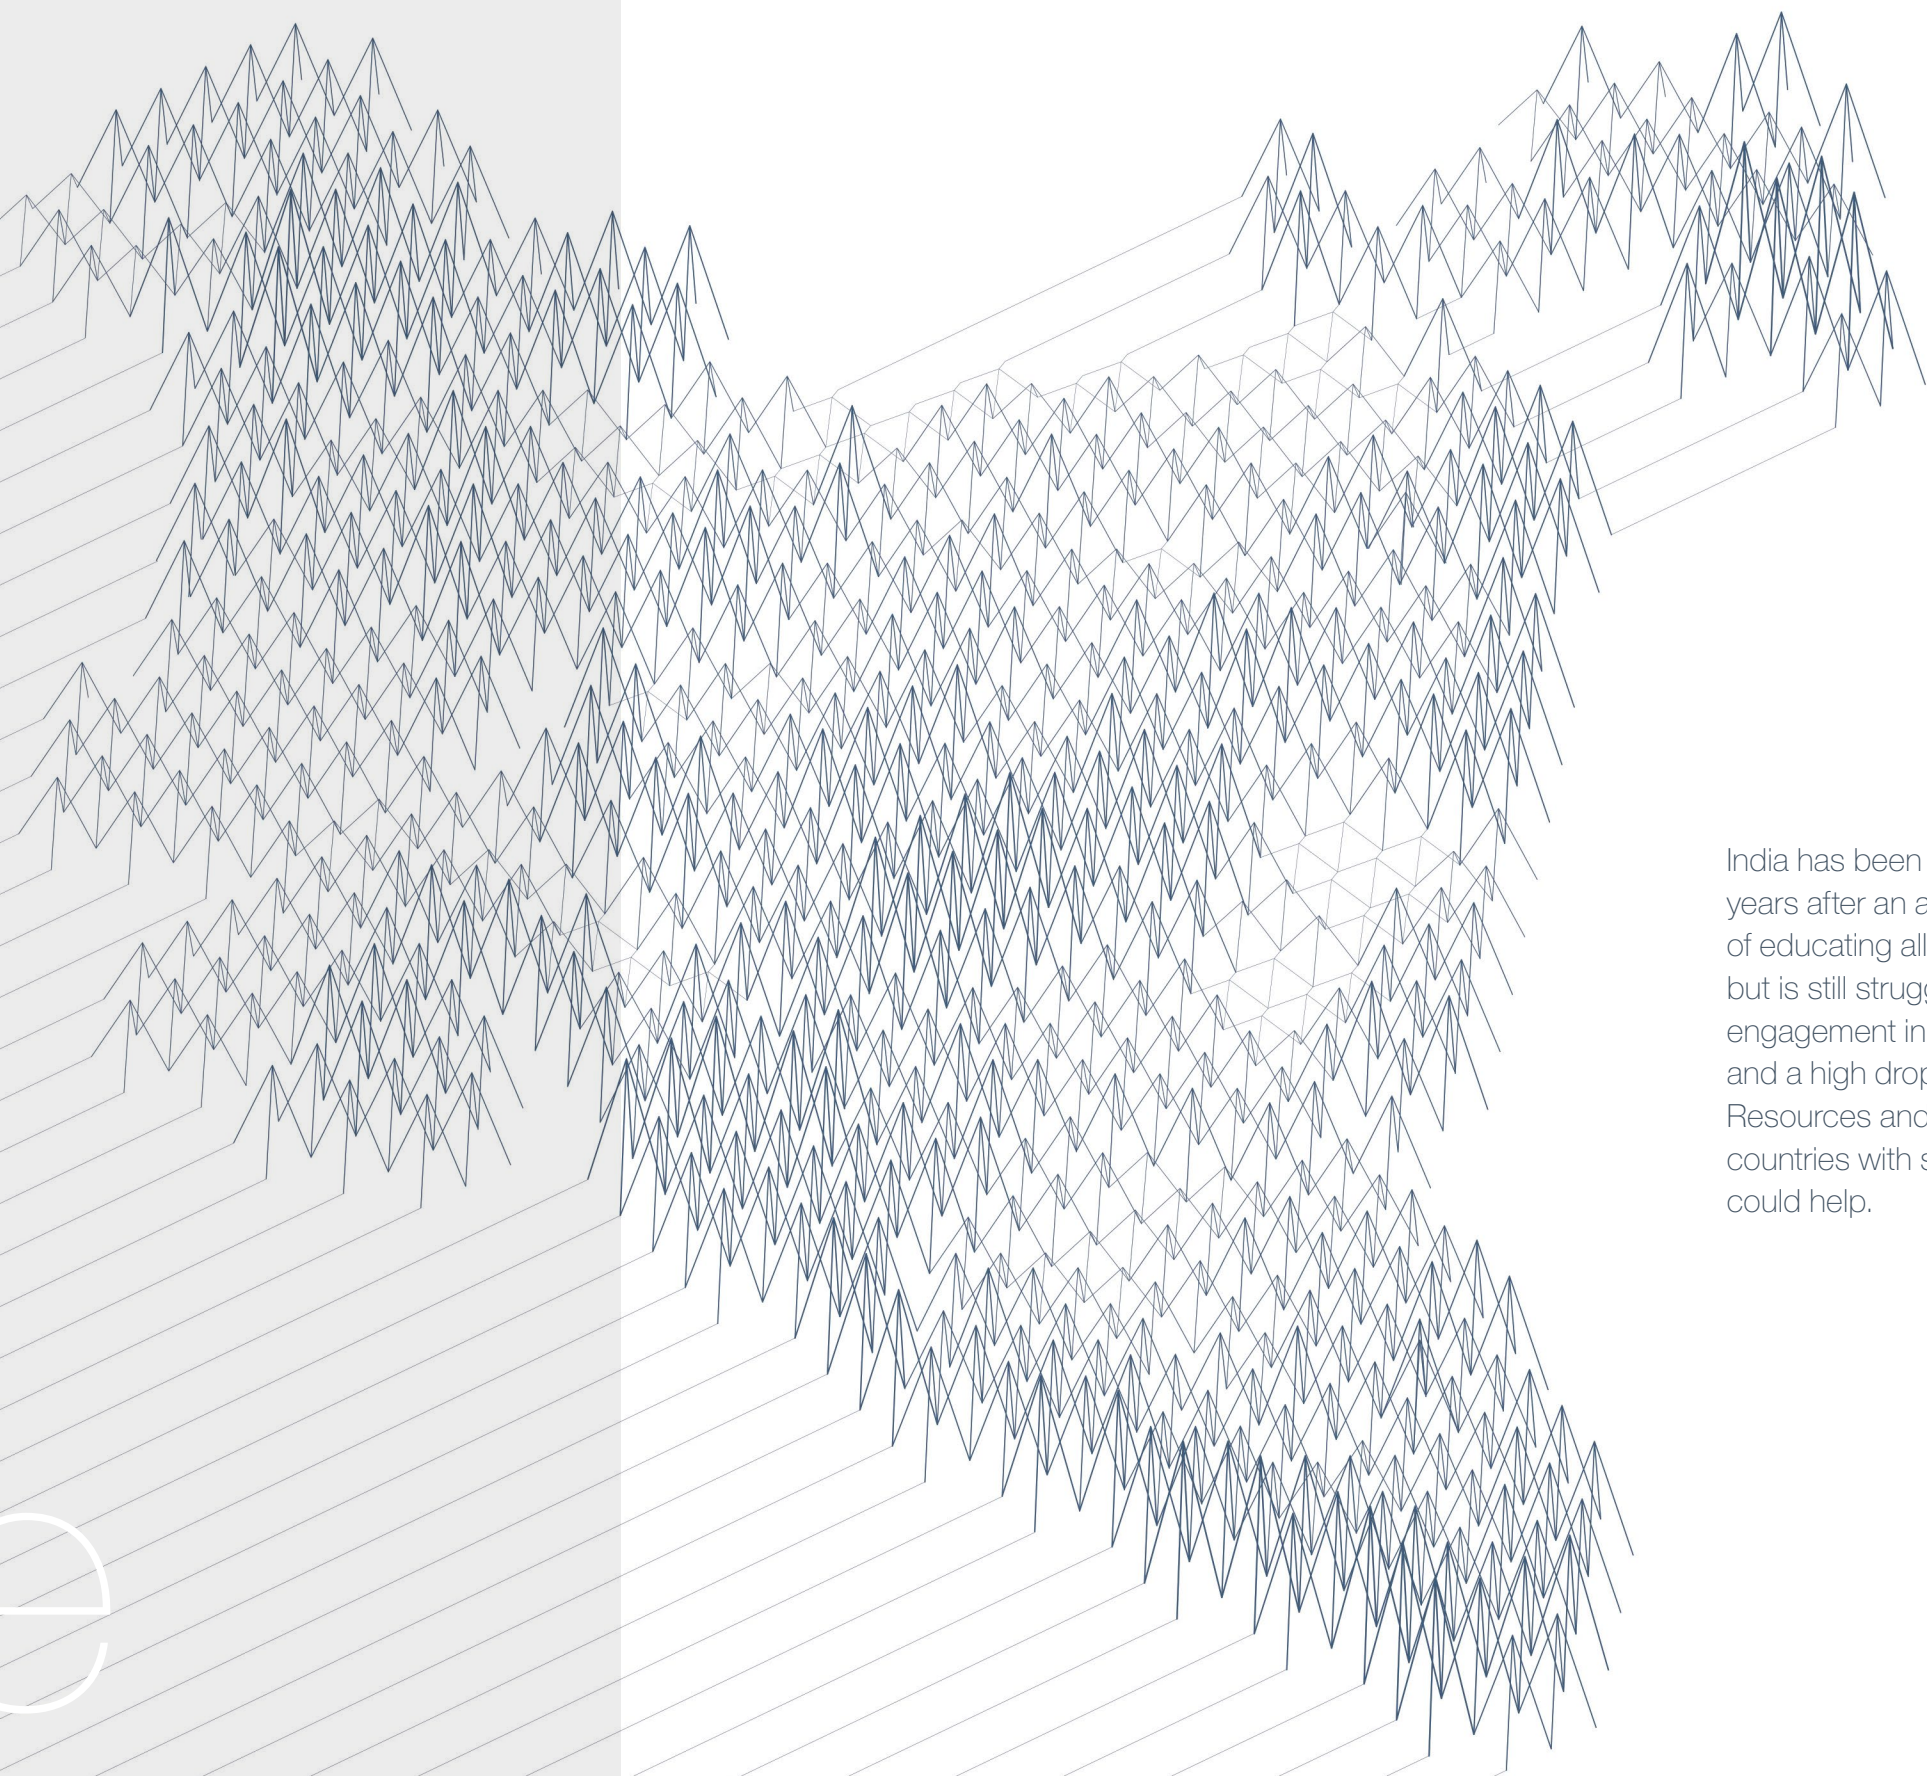 India has been
years after an a
of educating all
but is still strugg
engagement in
and a high drop
Resources and
countries with s
could help.
e